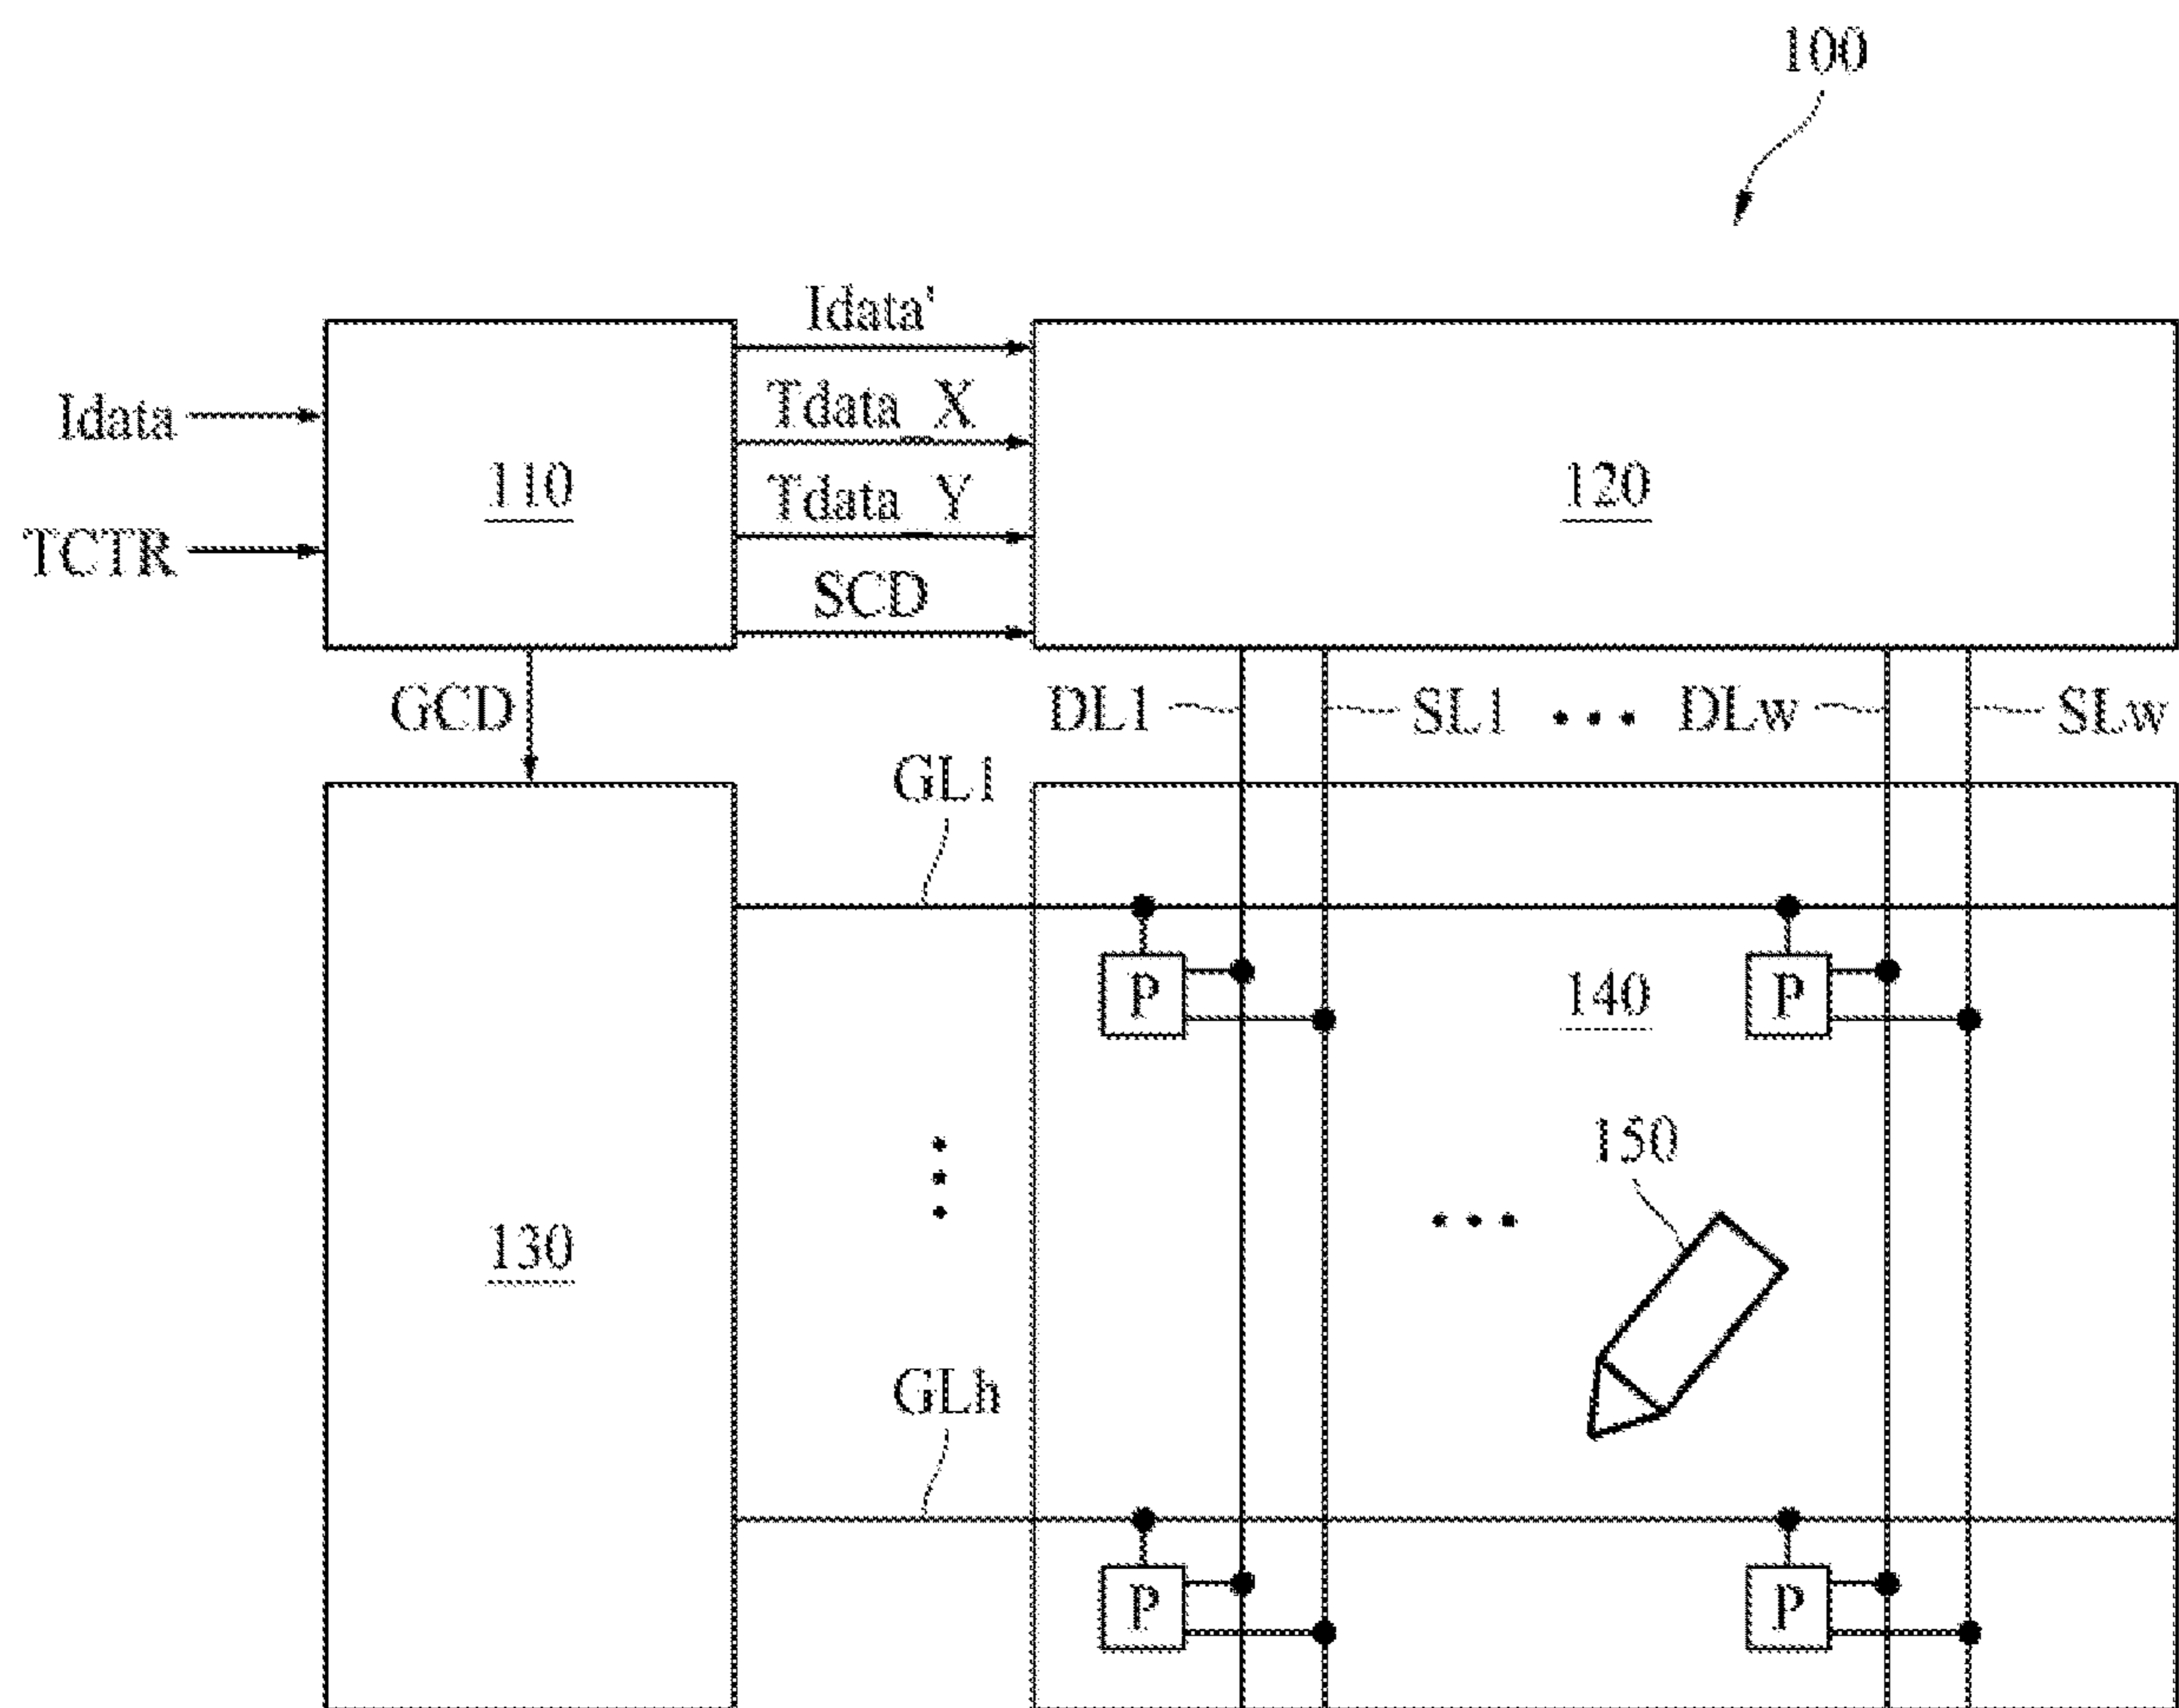 100
Idata'
Idata
Tdata_X
110
120
Tdata_Y
TCTR
SCD
GCD
DL1
SL1
DLw
SLw
GL1
P
140
P
150
130
GLh
P
P